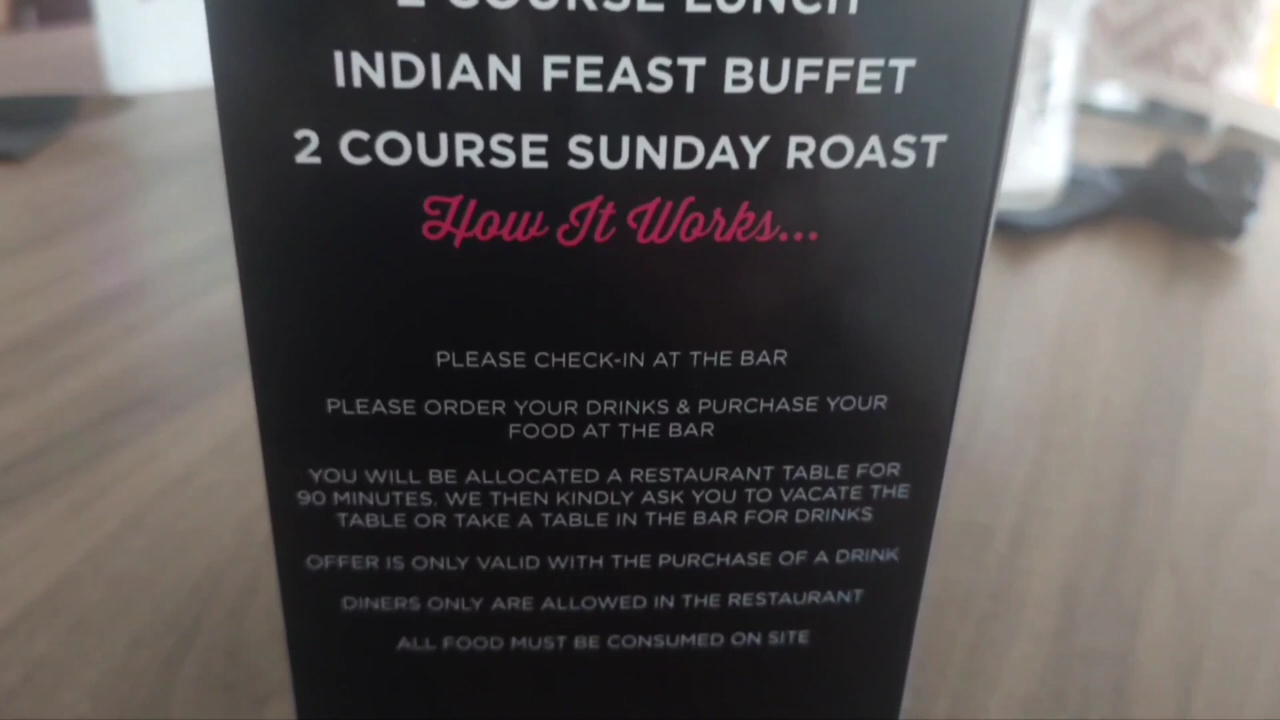 2 COURSE LUNCH
INDIAN FEAST BUFFET
2 COURSE SUNDAY ROAST
How It Works...
PLEASE CHECK-IN AT THE BAR
PLEASE ORDER YOUR DRINKS & PURCHASE YOUR
FOOD AT THE BAR
YOU WILL BE ALLOCATED A RESTAURANT TABLE FOR
90 MINUTES. WE THEN KINDLY ASK YOU TO VACATE THE
TABLE OR TAKE A TABLE IN THE BAR FOR DRINKS
OFFER IS ONLY VALID WITH THE PURCHASE OF A DRINK
DINERS ONLY ARE ALLOWED IN THE RESTAURANT
ALL FOOD MUST BE CONSUMED ON SITE